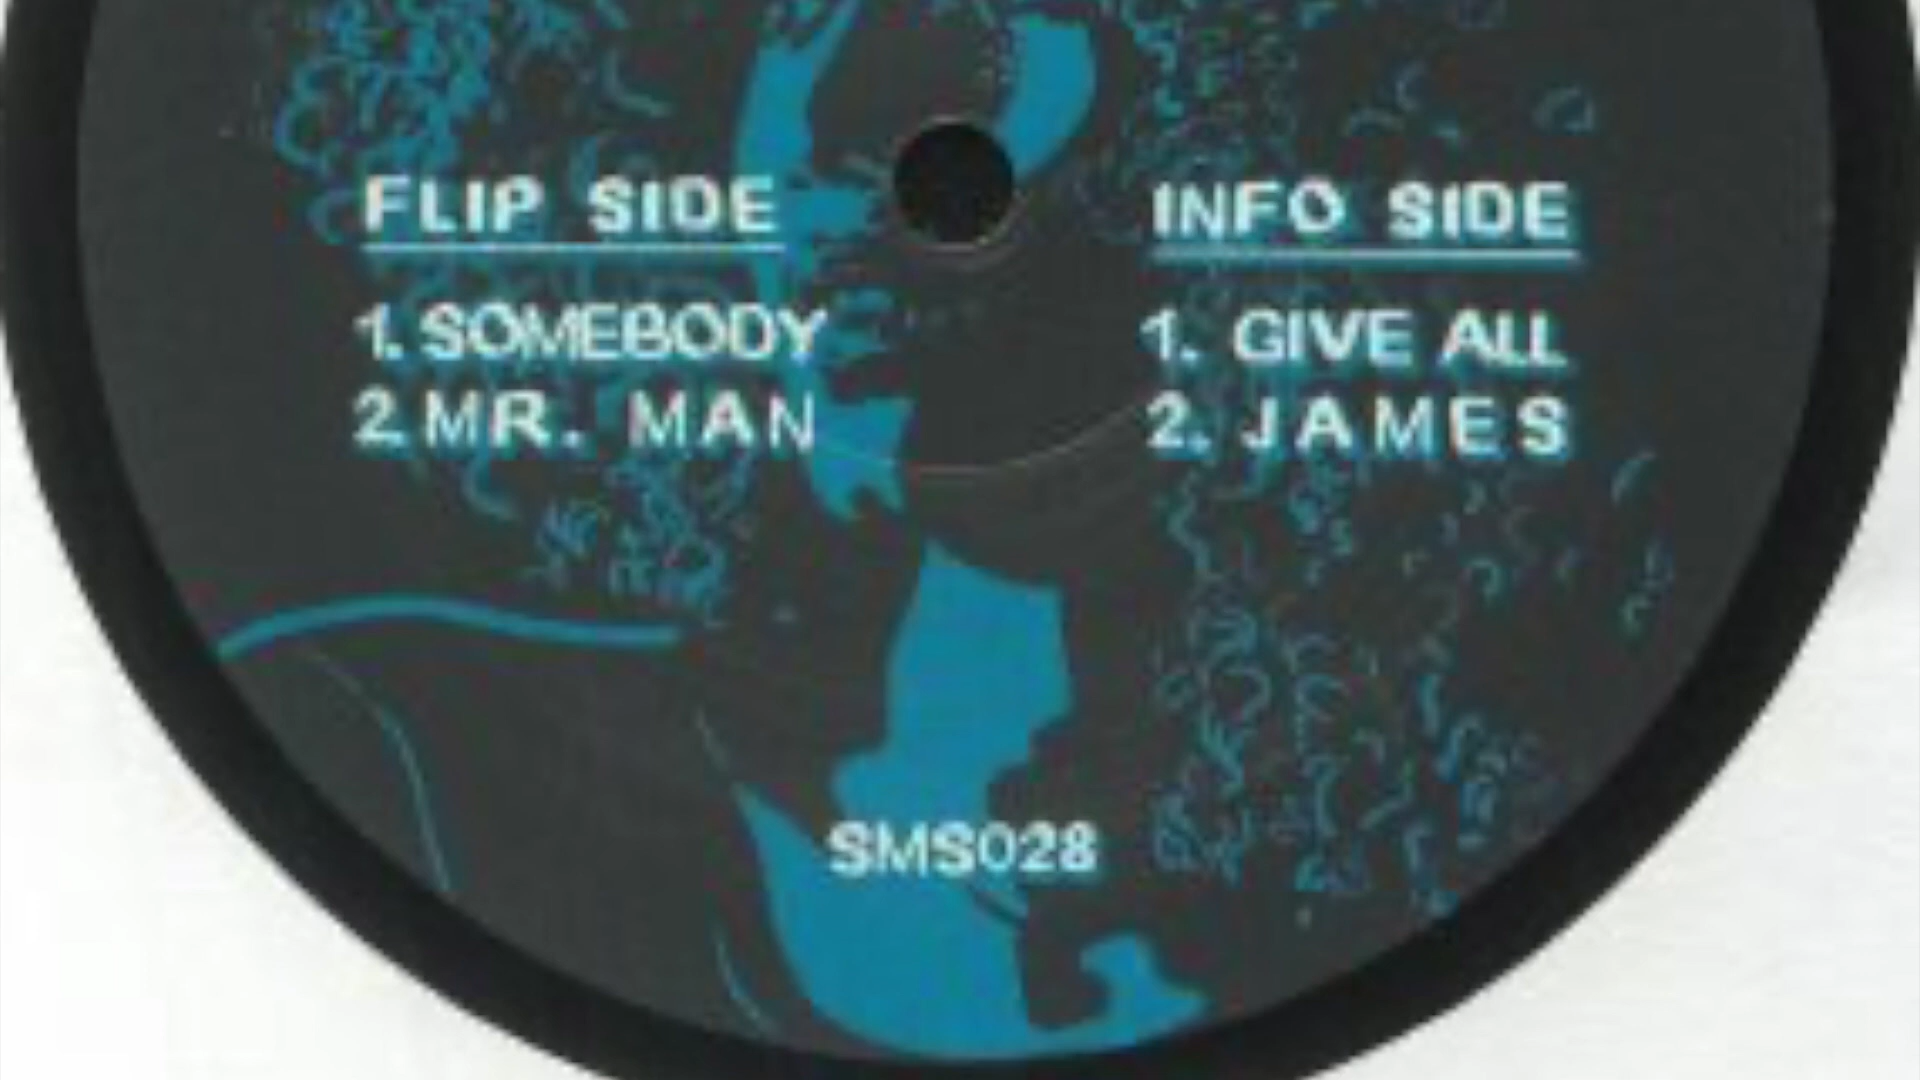 FLIP SIDE
1. SOMEBODY
2. MR. MAN
INFO SIDE
1. GIVE ALL
2. JAMES
SMS028